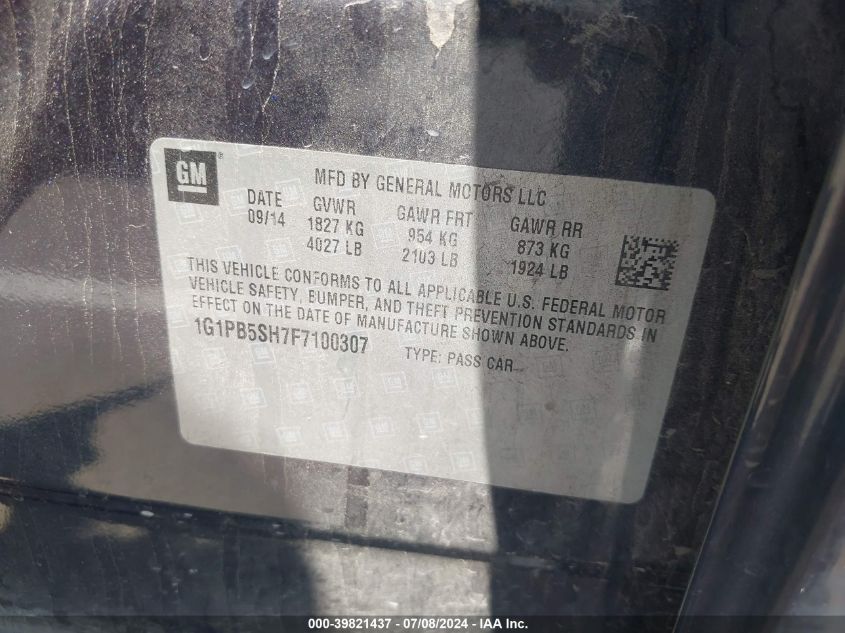 GM
MFD BY GENERAL MOTORS LLC
DATE GVWR GAWR FRT GAWR RR
09/14 1827 KG 954 KG 873 KG
4027 LB 2103 LB 1924 LB
THIS VEHICLE CONFORMS TO ALL APPLICABLE U.S. FEDERAL MOTOR
VEHICLE SAFETY, BUMPER, AND THEFT PREVENTION STANDARDS IN
EFFECT ON THE DATE OF MANUFACTURE SHOWN ABOVE.
1G1PB5SH7F7100307 TYPE: PASS CAR
000-39821437 - 07/08/2024 - IAA Inc.